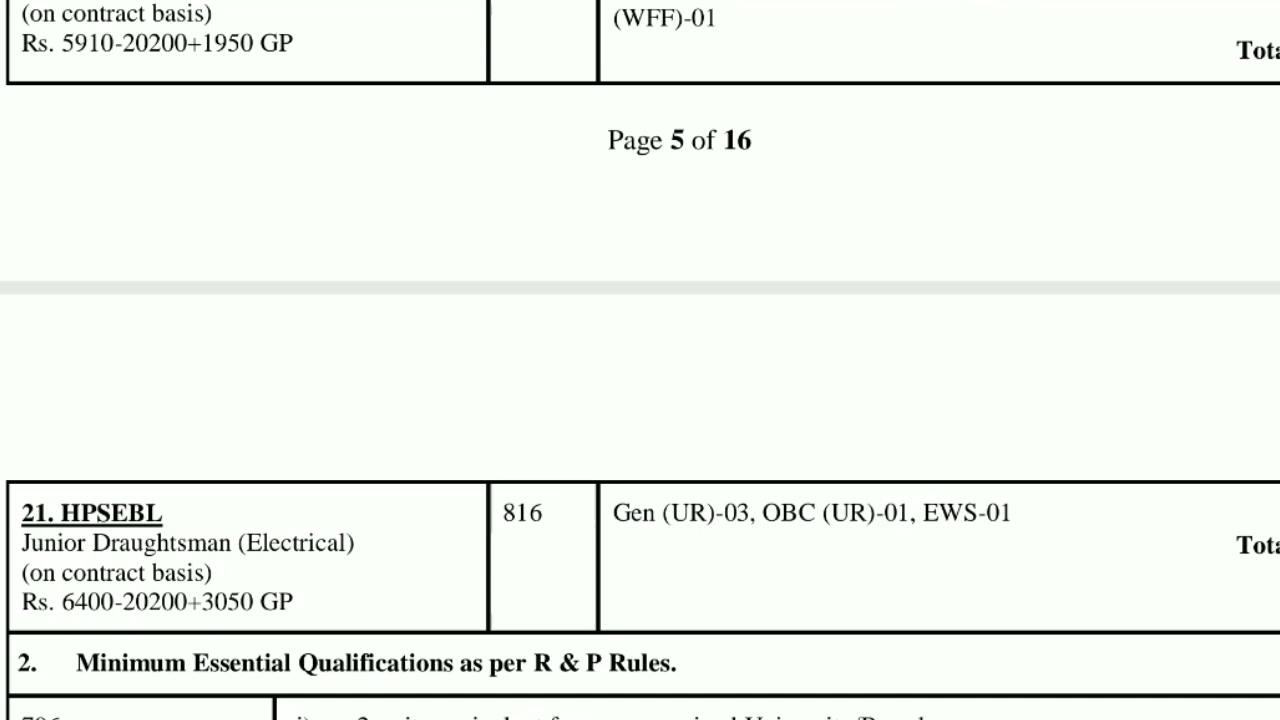 (on contract basis)
Rs. 5910-20200+1950 GP
(WFF)-01
Page 5 of 16
21. HPSEBL
Junior Draughtsman (Electrical)
(on contract basis)
Rs. 6400-20200+3050 GP
816
Gen (UR)-03, OBC (UR)-01, EWS-01
2. Minimum Essential Qualifications as per R & P Rules.